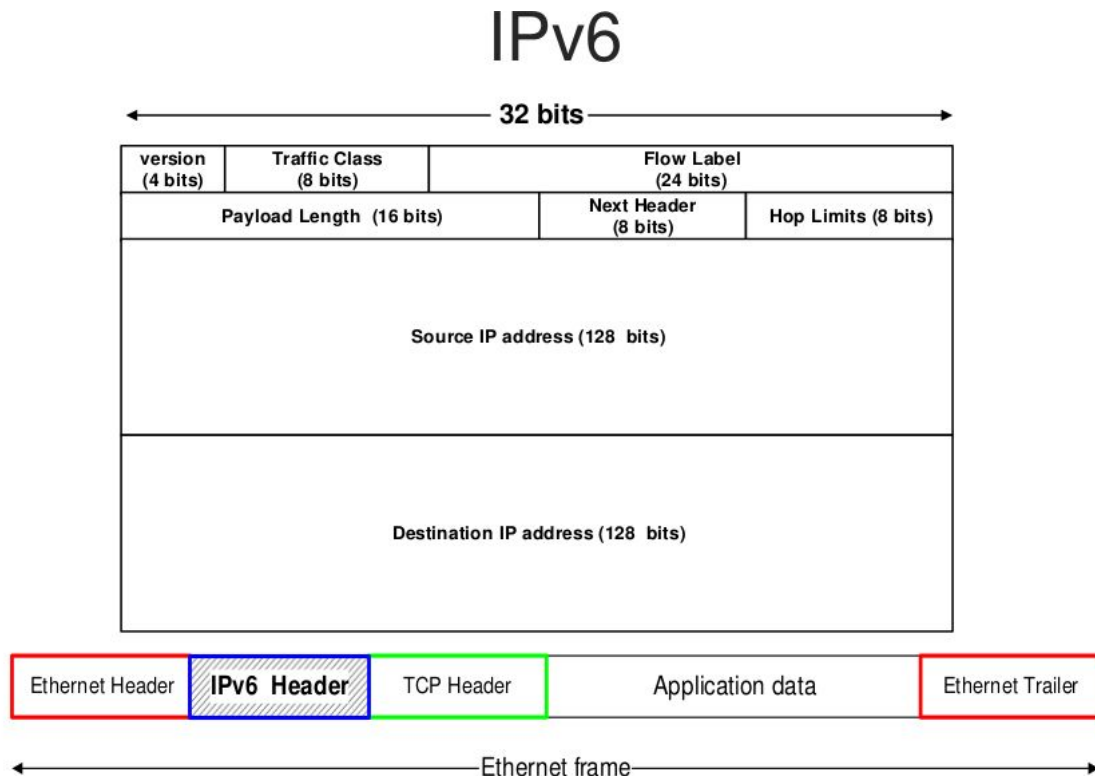 IPv6
32 bits
version
(4 bits)
Traffic Class
(8 bits)
Flow Label
(24 bits)
Payload Length (16 bits)
Next Header
(8 bits)
Hop Limits (8 bits)
Source IP address (128 bits)
Destination IP address (128 bits)
Ethernet Header
IPv6 Header
TCP Header
Application data
Ethernet Trailer
Ethernet frame